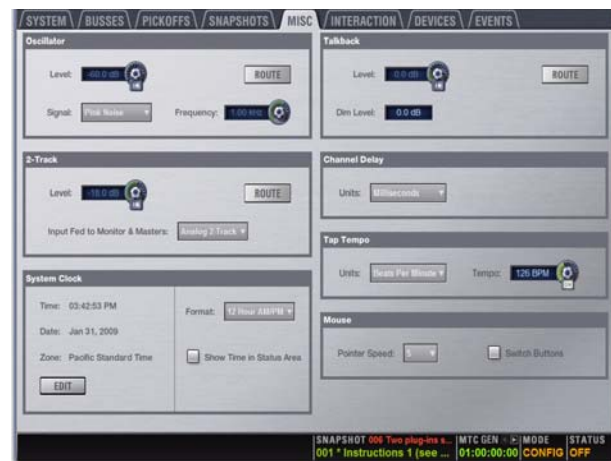 SYSTEM BUSSES PICKOFFS SNAPSHOTS MISC INTERACTION DEVICES EVENTS
Oscillator
Level: -60.0 dB ROUTE
Signal: Pink Noise Frequency: 1.00 kHz
2-Track
Level: -18.0 dB ROUTE
Input Fed to Monitor & Masters: Analog 2 Track
System Clock
Time: 03:42:53 PM
Format: 12 Hour AM/PM
Date: Jan 31, 2009
Zone: Pacific Standard Time
Show Time in Status Area
EDIT
Talkback
Level: 0.0 dB ROUTE
Dim Level: 0.0 dB
Channel Delay
Units: Milliseconds
Tap Tempo
Units: Beats Per Minute Tempo: 126 BPM
Mouse
Pointer Speed: 5 Switch Buttons
SNAPSHOT 006 Two plug-ins s... MTC GEN MODE STATUS
001 * Instructions 1 (see ... 01:00:00:00 CONFIG OFF